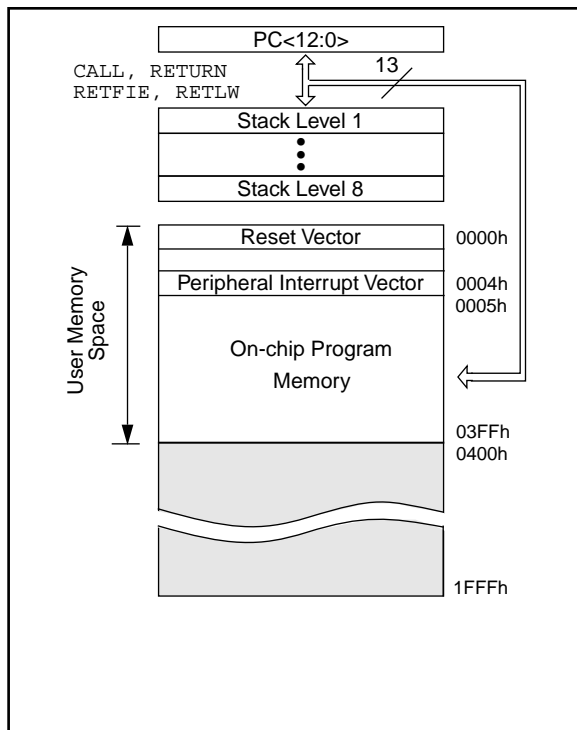 PC<12:0>
CALL, RETURN
RETFIE, RETLW
13
Stack Level 1
Stack Level 8
User Memory
Space
Reset Vector
0000h
Peripheral Interrupt Vector
0004h
0005h
On-chip Program
Memory
03FFh
0400h
1FFFh